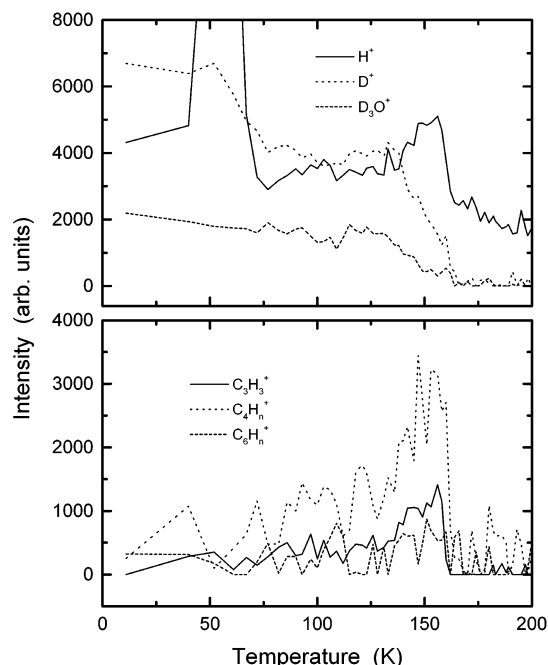 8000
6000
4000
2000
0
H⁺
D⁺
D₃O⁺
Intensity (arb. units)
4000
3000
2000
1000
0
C₃H₃⁺
C₄Hₙ⁺
C₆Hₙ⁺
0 50 100 150 200
Temperature (K)